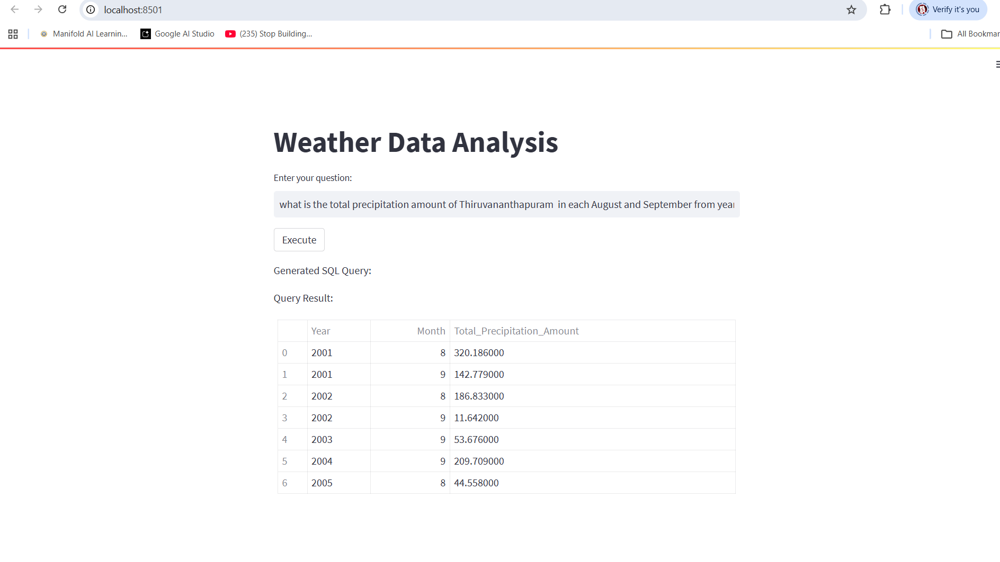 localhost:8501
Verify it's you
Manifold AI Learnin... Google AI Studio (235) Stop Building... All Bookmar
Weather Data Analysis
Enter your question:
what is the total precipitation amount of Thiruvananthapuram in each August and September from year
Execute
Generated SQL Query:
Query Result:
Year Month Total_Precipitation_Amount
0 2001 8 320.186000
1 2001 9 142.779000
2 2002 8 186.833000
3 2002 9 11.642000
4 2003 9 53.676000
5 2004 9 209.709000
6 2005 8 44.558000